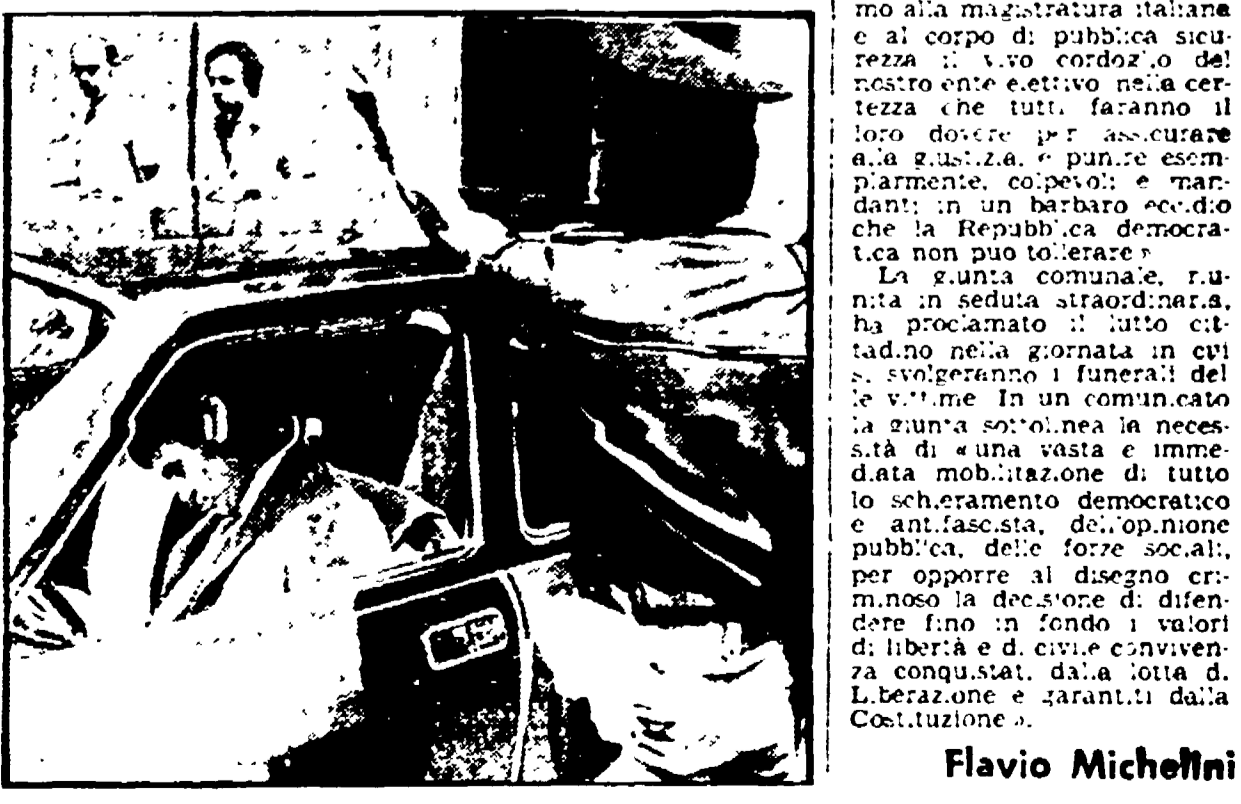 mo alla magistratura italiana
e al corpo di pubblica sicu-
rezza il vivo cordoglio del
nostro ente elettivo nella cer-
tezza che tutti faranno il
loro dovere per assicurare
alla giustizia, e punire esem-
plarmente, colpevoli e man-
danti in un barbaro eccidio
che la Repubblica democra-
tica non può tollerare »
La giunta comunale, riu-
nita in seduta straordinaria,
ha proclamato il lutto cit-
tadino nella giornata in cui
si svolgeranno i funerali del
le vittime In un comunicato
la giunta sottolinea la neces-
sità di « una vasta e imme-
diata mobilitazione di tutto
lo schieramento democratico
e antifascista, dell'opinione
pubblica, delle forze sociali,
per opporre al disegno cri-
minoso la decisione di difen-
dere fino in fondo i valori
di libertà e di civile conviven-
za conquistati dalla lotta di
Liberazione e garantiti dalla
Costituzione ».
Flavio Michelini